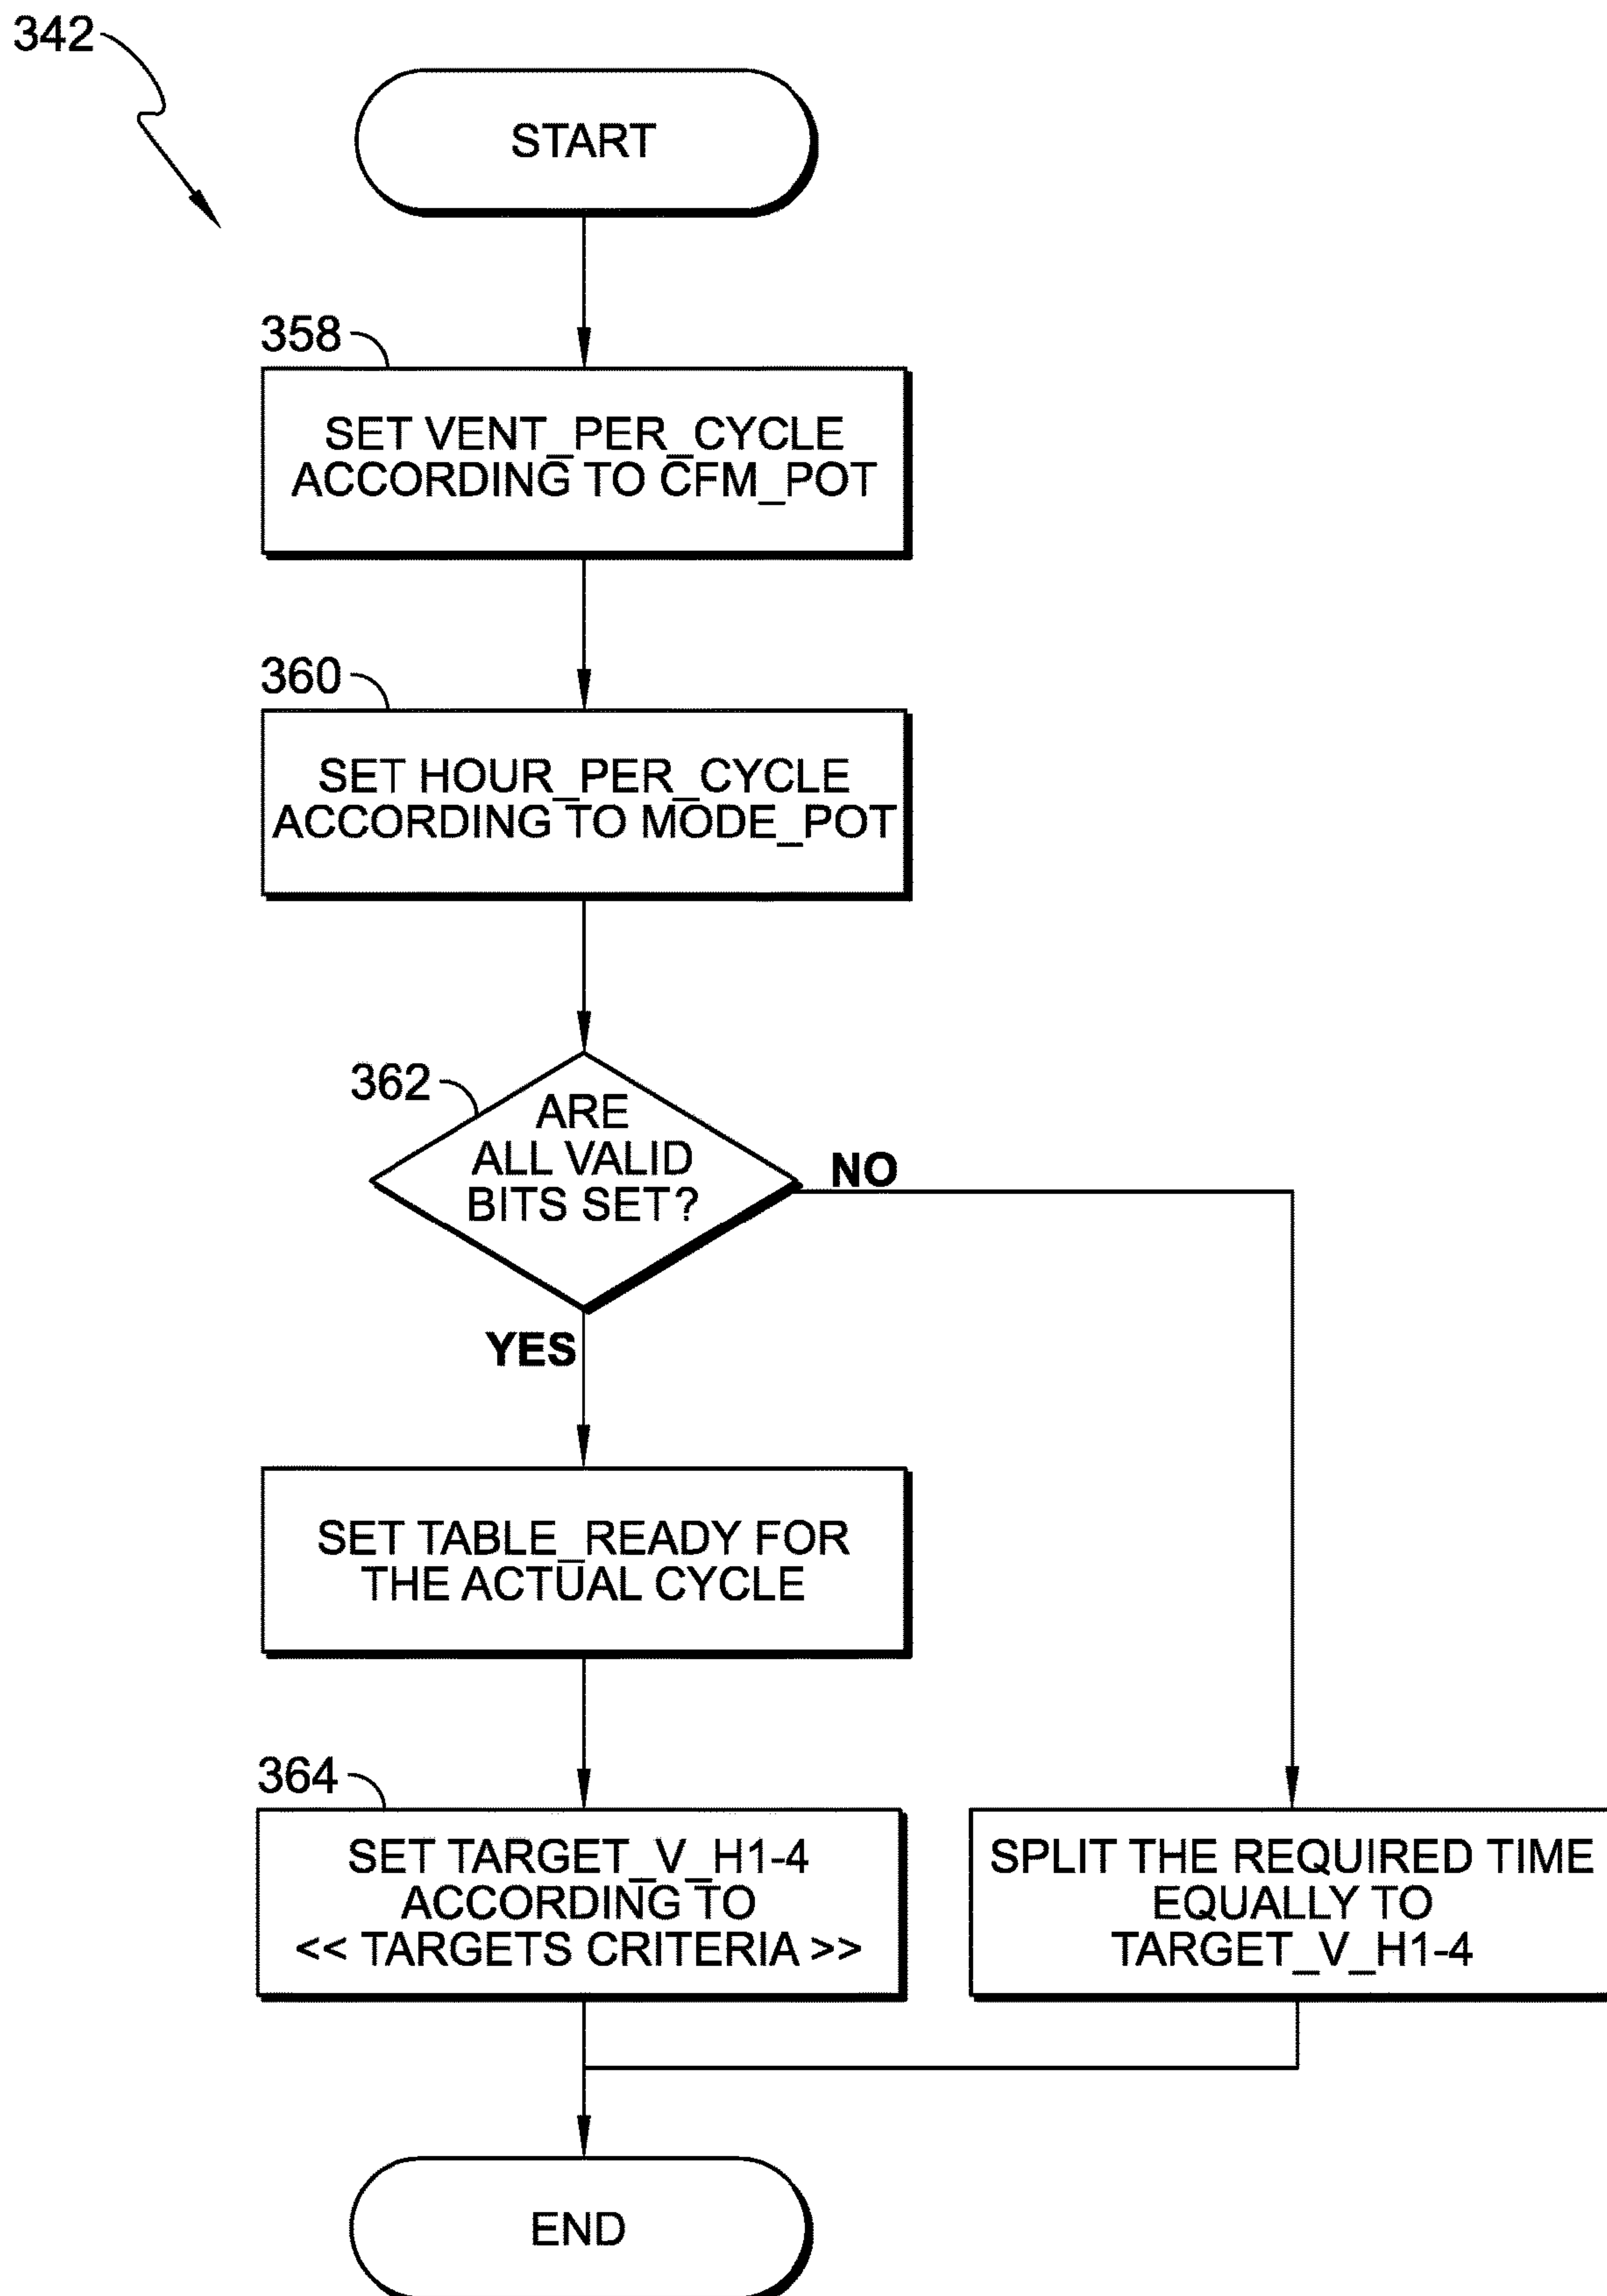 342
START
358
SET VENT_PER_CYCLE
ACCORDING TO CFM_POT
360
SET HOUR_PER_CYCLE
ACCORDING TO MODE_POT
362
ARE
ALL VALID
BITS SET?
NO
YES
SET TABLE_READY FOR
THE ACTUAL CYCLE
364
SET TARGET_V_H1-4
ACCORDING TO
<< TARGETS CRITERIA >>
SPLIT THE REQUIRED TIME
EQUALLY TO
TARGET_V_H1-4
END